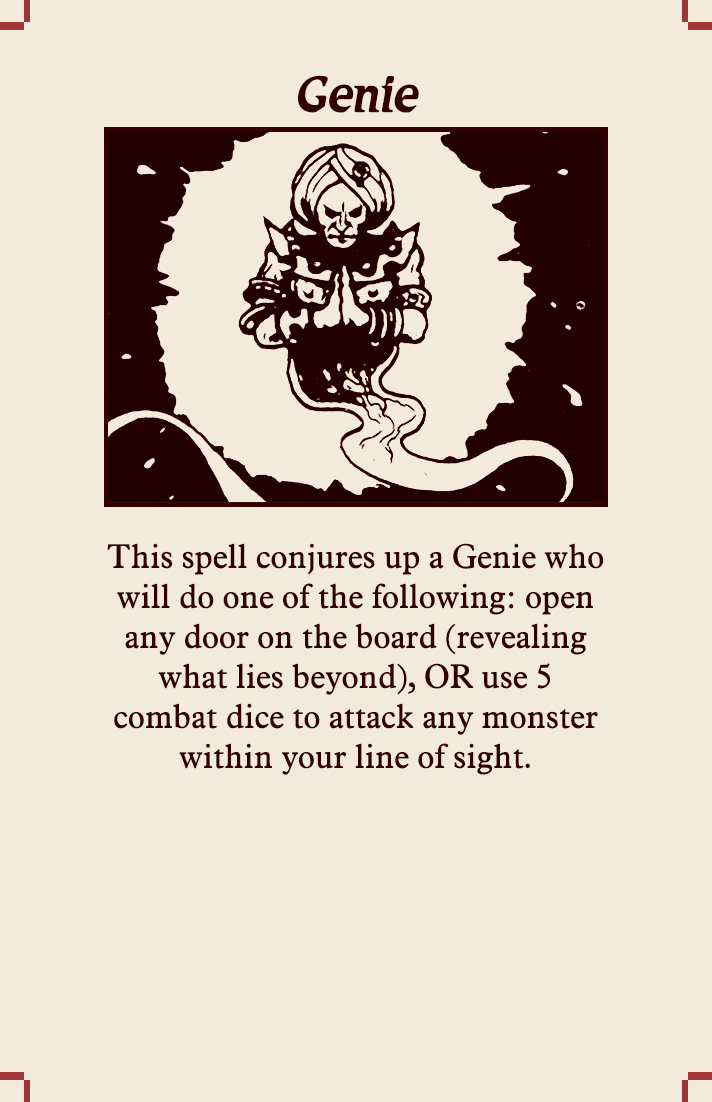 Genie
This spell conjures up a Genie who
will do one of the following: open
any door on the board (revealing
what lies beyond), OR use 5
combat dice to attack any monster
within your line of sight.